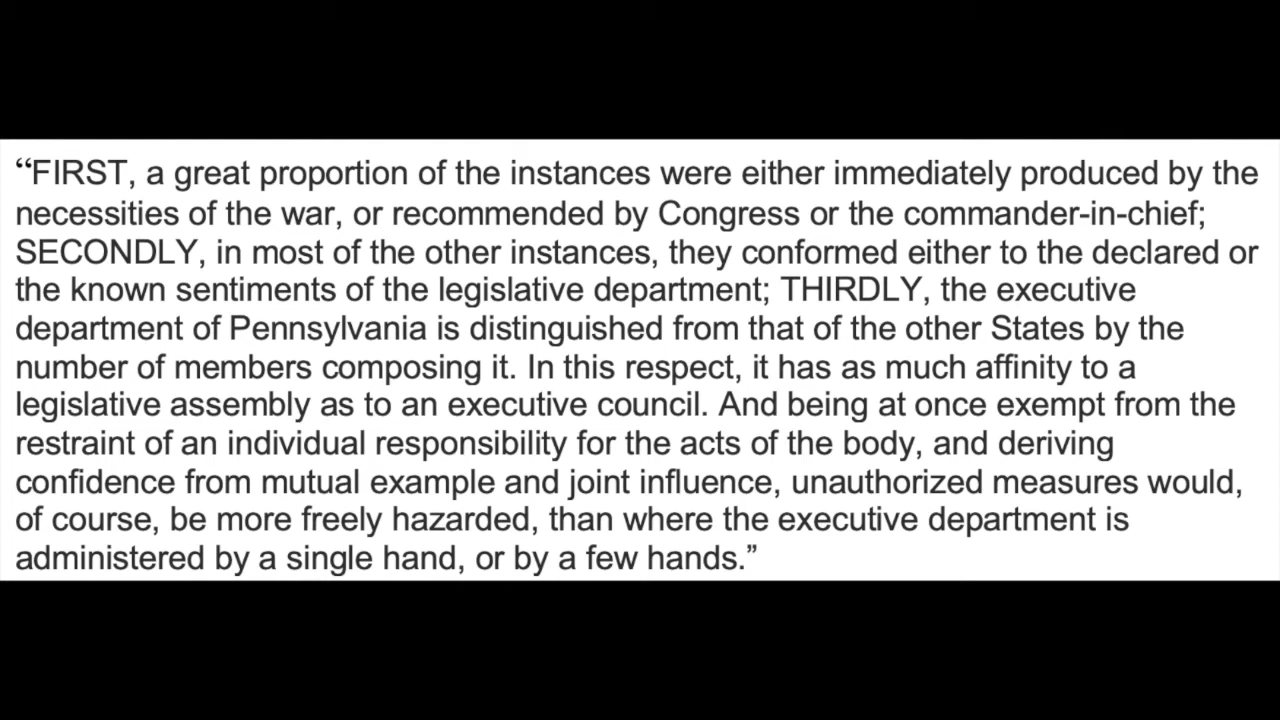 “FIRST, a great proportion of the instances were either immediately produced by the
necessities of the war, or recommended by Congress or the commander-in-chief;
SECONDLY, in most of the other instances, they conformed either to the declared or
the known sentiments of the legislative department; THIRDLY, the executive
department of Pennsylvania is distinguished from that of the other States by the
number of members composing it. In this respect, it has as much affinity to a
legislative assembly as to an executive council. And being at once exempt from the
restraint of an individual responsibility for the acts of the body, and deriving
confidence from mutual example and joint influence, unauthorized measures would,
of course, be more freely hazarded, than where the executive department is
administered by a single hand, or by a few hands.”